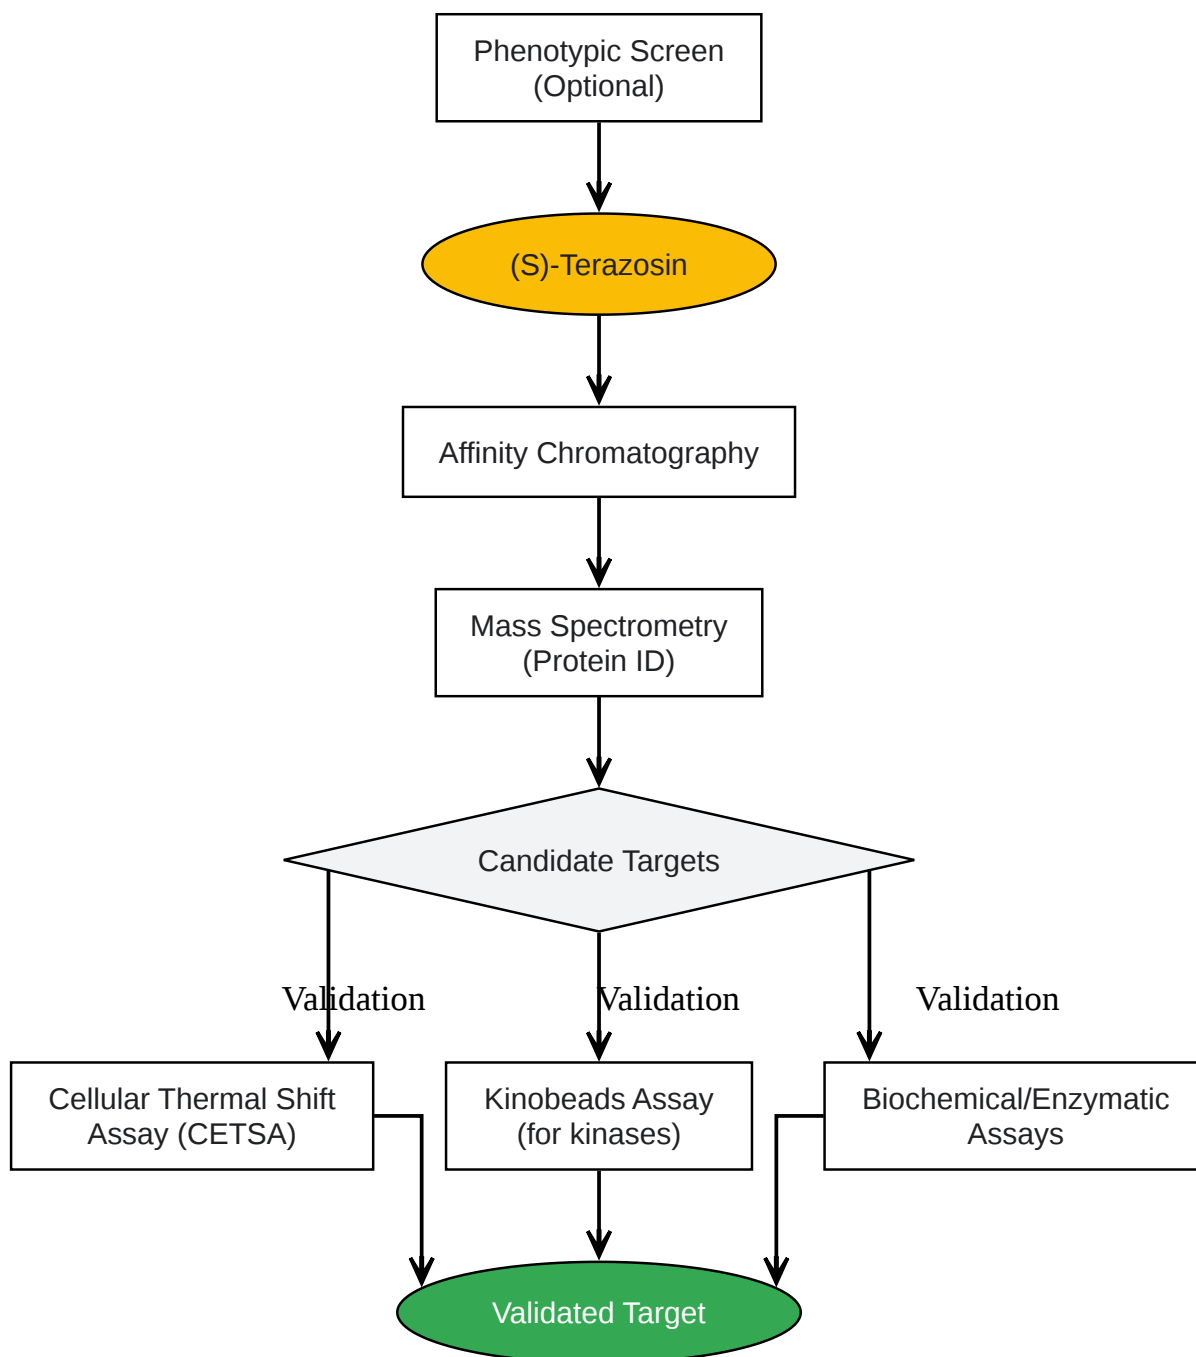 Phenotypic Screen
(Optional)
(S)-Terazosin
Affinity Chromatography
Mass Spectrometry
(Protein ID)
Candidate Targets
Validation
Validation
Validation
Cellular Thermal Shift
Assay (CETSA)
Kinobeads Assay
(for kinases)
Biochemical/Enzymatic
Assays
Validated Target